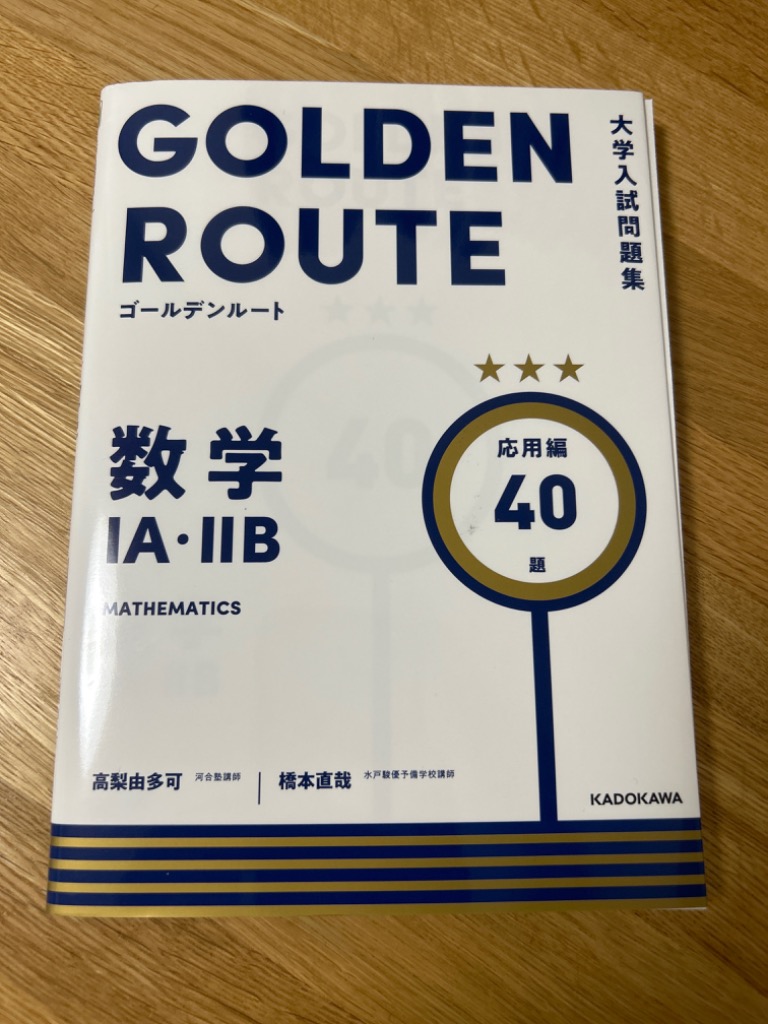 GOLDEN
ROUTE
ゴールデンルート
大学入試問題集
数学
IA・IIB
MATHEMATICS
応用編
40
題
高梨由多可 河合塾講師
橋本直哉 水戸駿優予備学校講師
KADOKAWA